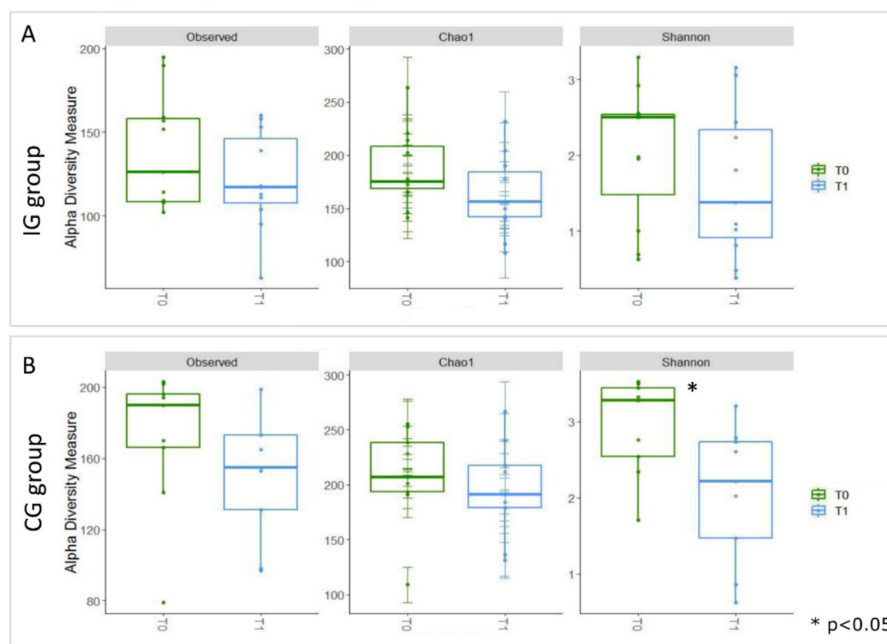 A
Observed
Chao1
Shannon
IG group
Alpha Diversity Measure
200
150
100
300
250
200
150
100
3
2
1
T0
T1
T0
T1
T0
T1
T0
T1
B
Observed
Chao1
Shannon
CG group
Alpha Diversity Measure
200
160
120
80
300
250
200
150
100
3
2
1
*
T0
T1
T0
T1
T0
T1
T0
T1
* p<0.05